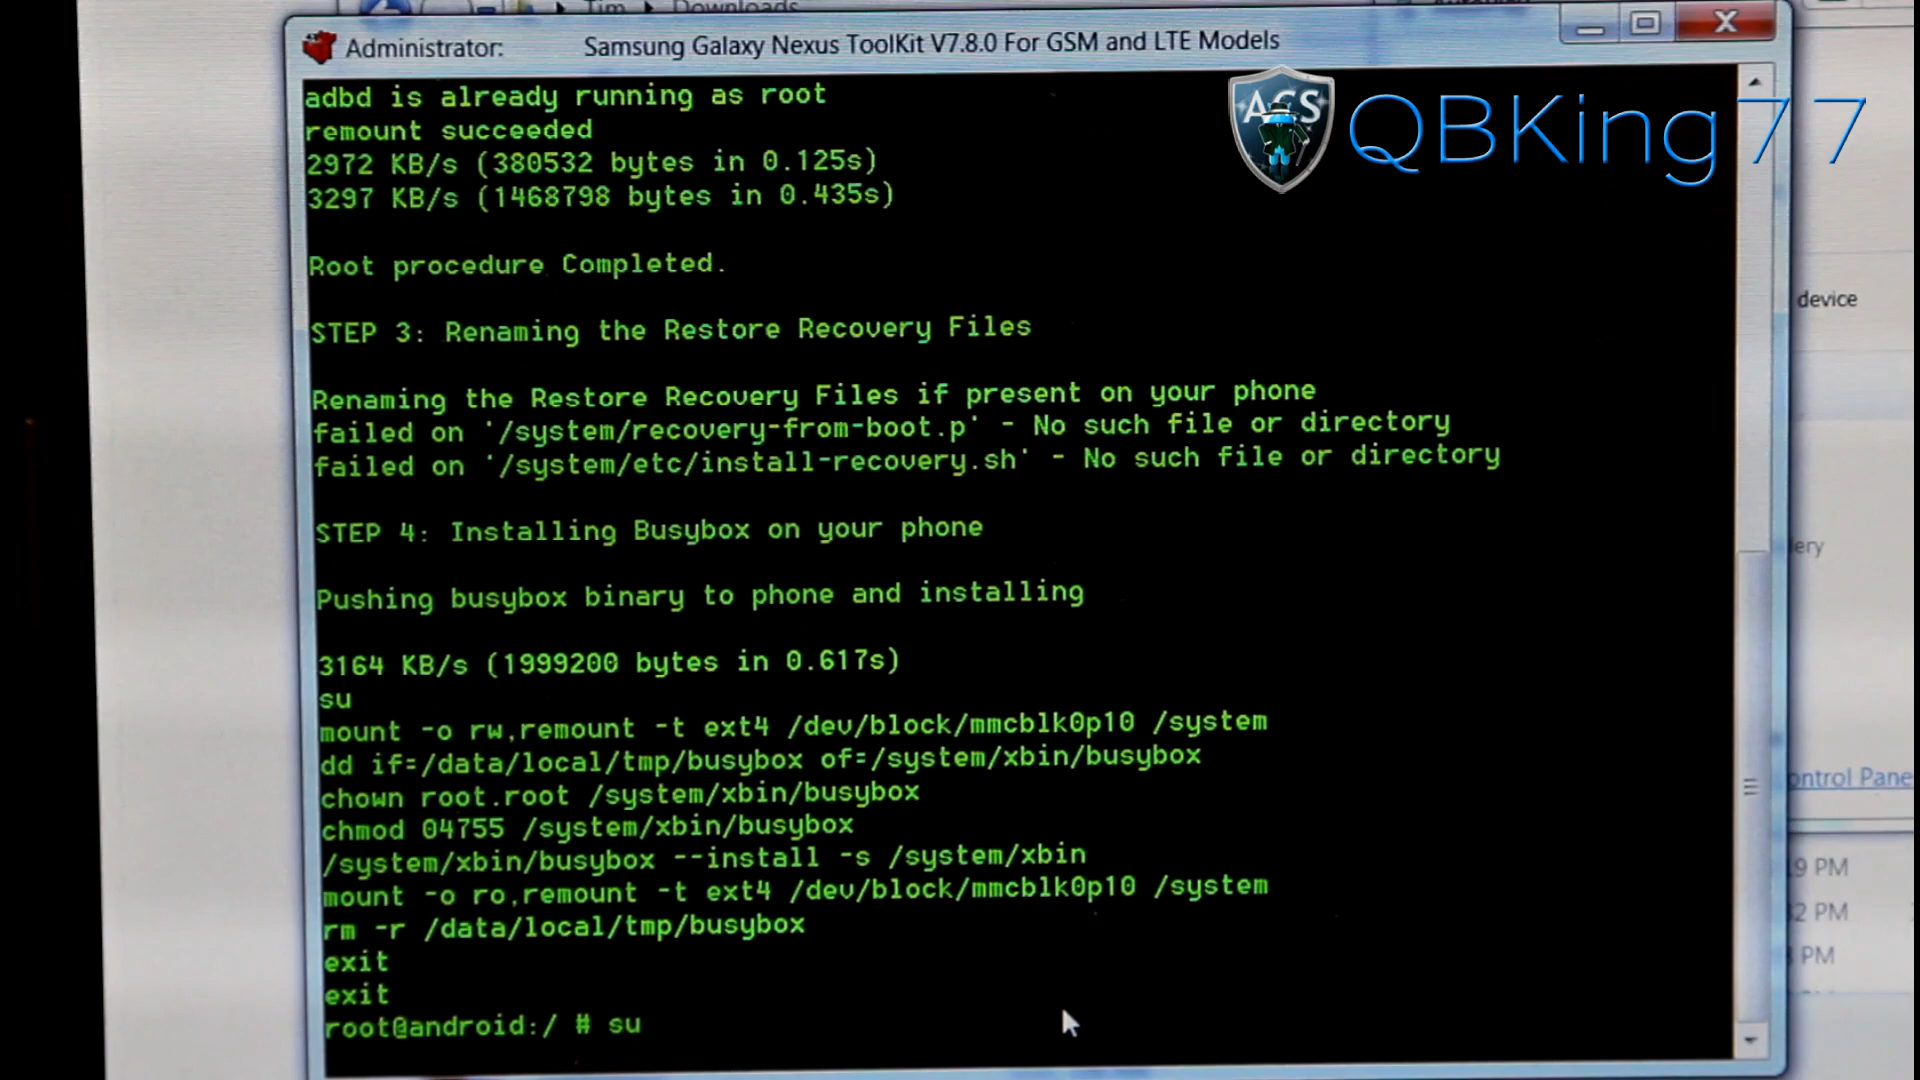 Tim Downloads
Administrator: Samsung Galaxy Nexus ToolKit V7.8.0 For GSM and LTE Models
ACS QBKing77
adbd is already running as root
remount succeeded
2972 KB/s (380532 bytes in 0.125s)
3297 KB/s (1468798 bytes in 0.435s)
Root procedure Completed.
STEP 3: Renaming the Restore Recovery Files
Renaming the Restore Recovery Files if present on your phone
failed on '/system/recovery-from-boot.p' - No such file or directory
failed on '/system/etc/install-recovery.sh' - No such file or directory
STEP 4: Installing Busybox on your phone
Pushing busybox binary to phone and installing
3164 KB/s (1999200 bytes in 0.617s)
su
mount -o rw,remount -t ext4 /dev/block/mmcblk0p10 /system
dd if=/data/local/tmp/busybox of=/system/xbin/busybox
chown root.root /system/xbin/busybox
chmod 04755 /system/xbin/busybox
/system/xbin/busybox --install -s /system/xbin
mount -o ro,remount -t ext4 /dev/block/mmcblk0p10 /system
rm -r /data/local/tmp/busybox
exit
exit
root@android:/ # su
device
lery
ontrol Pane
9 PM
2 PM
PM